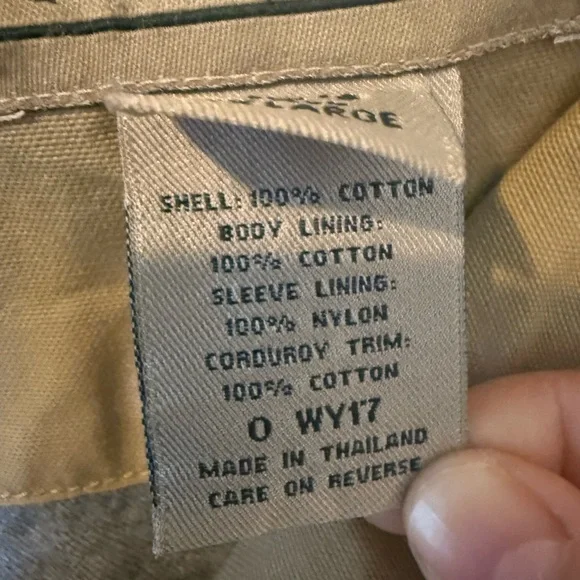 LARGE
SHELL: 100% COTTON
BODY LINING:
100% COTTON
SLEEVE LINING:
100% NYLON
CORDUROY TRIM:
100% COTTON
O WY17
MADE IN THAILAND
CARE ON REVERSE